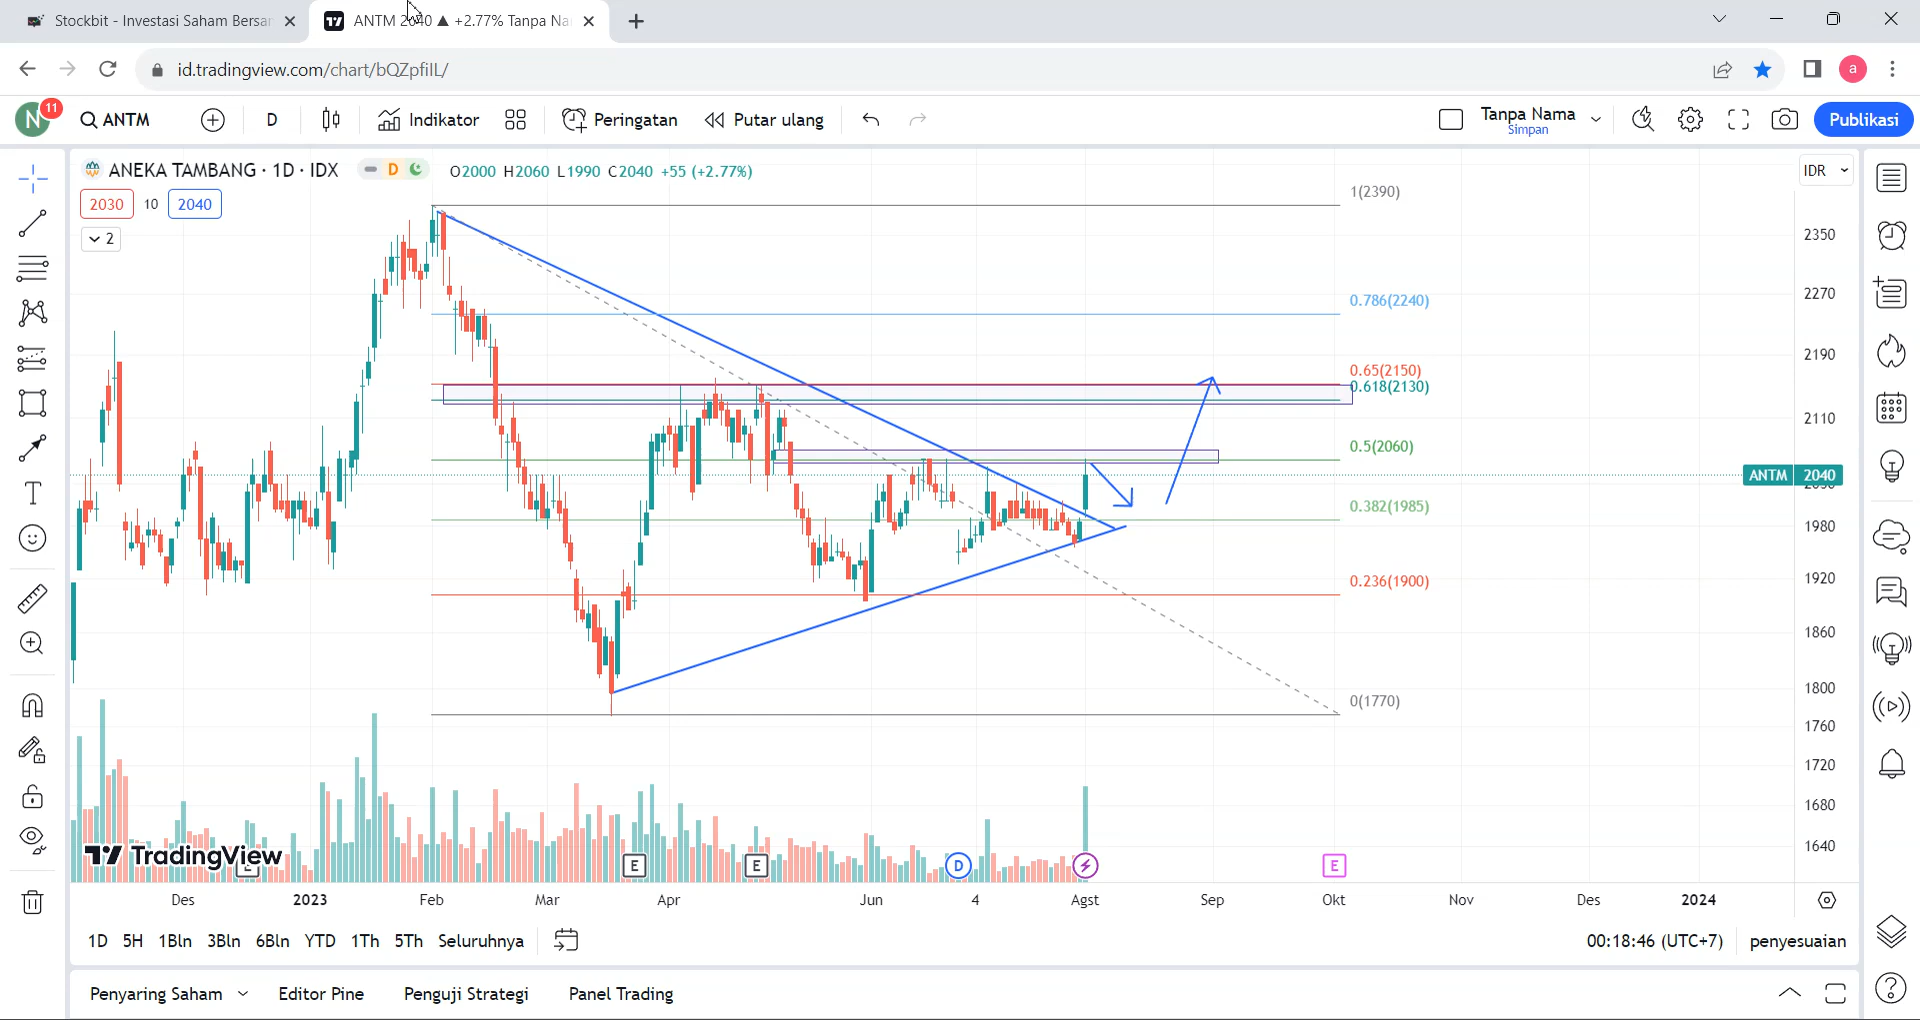 Stockbit - Investasi Saham Bersar
ANTM 2040 ▲ +2.77% Tanpa Na
id.tradingview.com/chart/bQZpfiIL/
N 11
ANTM
D
Indikator
Peringatan
Putar ulang
Tanpa Nama
Simpan
Publikasi
a
ANEKA TAMBANG · 1D · IDX
D
O2000 H2060 L1990 C2040 +55 (+2.77%)
IDR
2030 10 2040
2
1(2390)
0.786(2240)
0.65(2150)
0.618(2130)
0.5(2060)
0.382(1985)
0.236(1900)
0(1770)
2350
2270
2190
2110
ANTM 2040
1980
1920
1860
1800
1760
1720
1680
1640
TradingView
E E E D E
Des 2023 Feb Mar Apr Jun 4 Agst Sep Okt Nov Des 2024
1D 5H 1Bln 3Bln 6Bln YTD 1Th 5Th Seluruhnya
00:18:46 (UTC+7) penyesuaian
Penyaring Saham Editor Pine Penguji Strategi Panel Trading